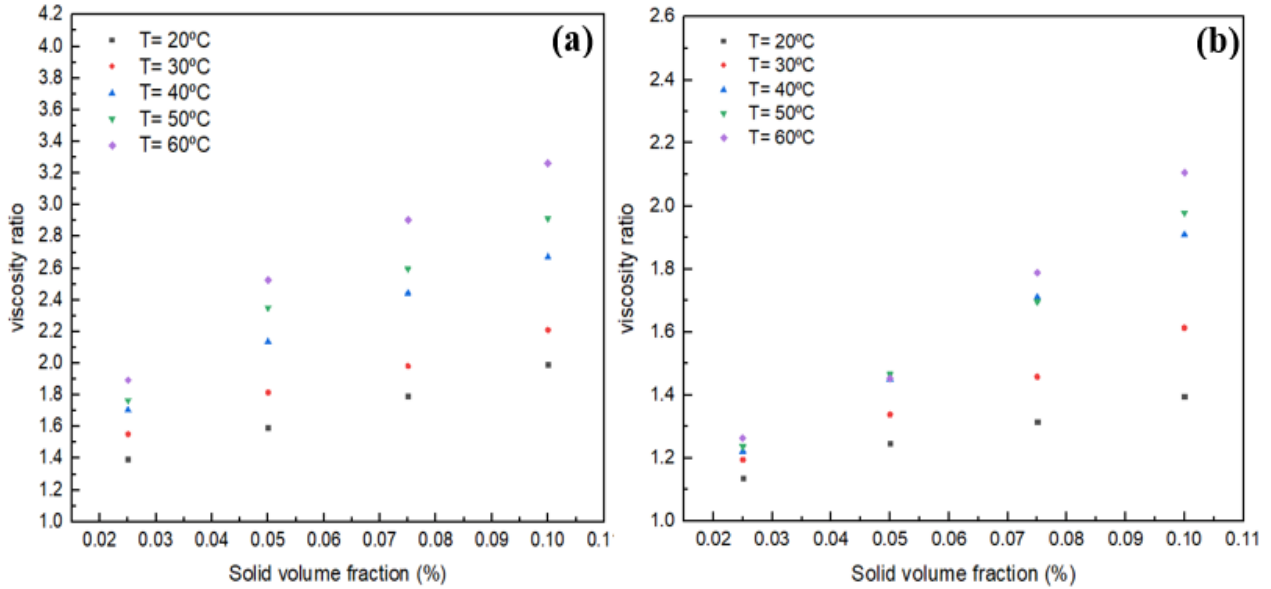 (a)
T= 20ºC
T= 30ºC
T= 40ºC
T= 50ºC
T= 60ºC
viscosity ratio
4.2
4.0
3.8
3.6
3.4
3.2
3.0
2.8
2.6
2.4
2.2
2.0
1.8
1.6
1.4
1.2
1.0
0.02 0.03 0.04 0.05 0.06 0.07 0.08 0.09 0.10 0.11
Solid volume fraction (%)
(b)
T= 20ºC
T= 30ºC
T= 40ºC
T= 50ºC
T= 60ºC
viscosity ratio
2.6
2.4
2.2
2.0
1.8
1.6
1.4
1.2
1.0
0.02 0.03 0.04 0.05 0.06 0.07 0.08 0.09 0.10 0.11
Solid volume fraction (%)